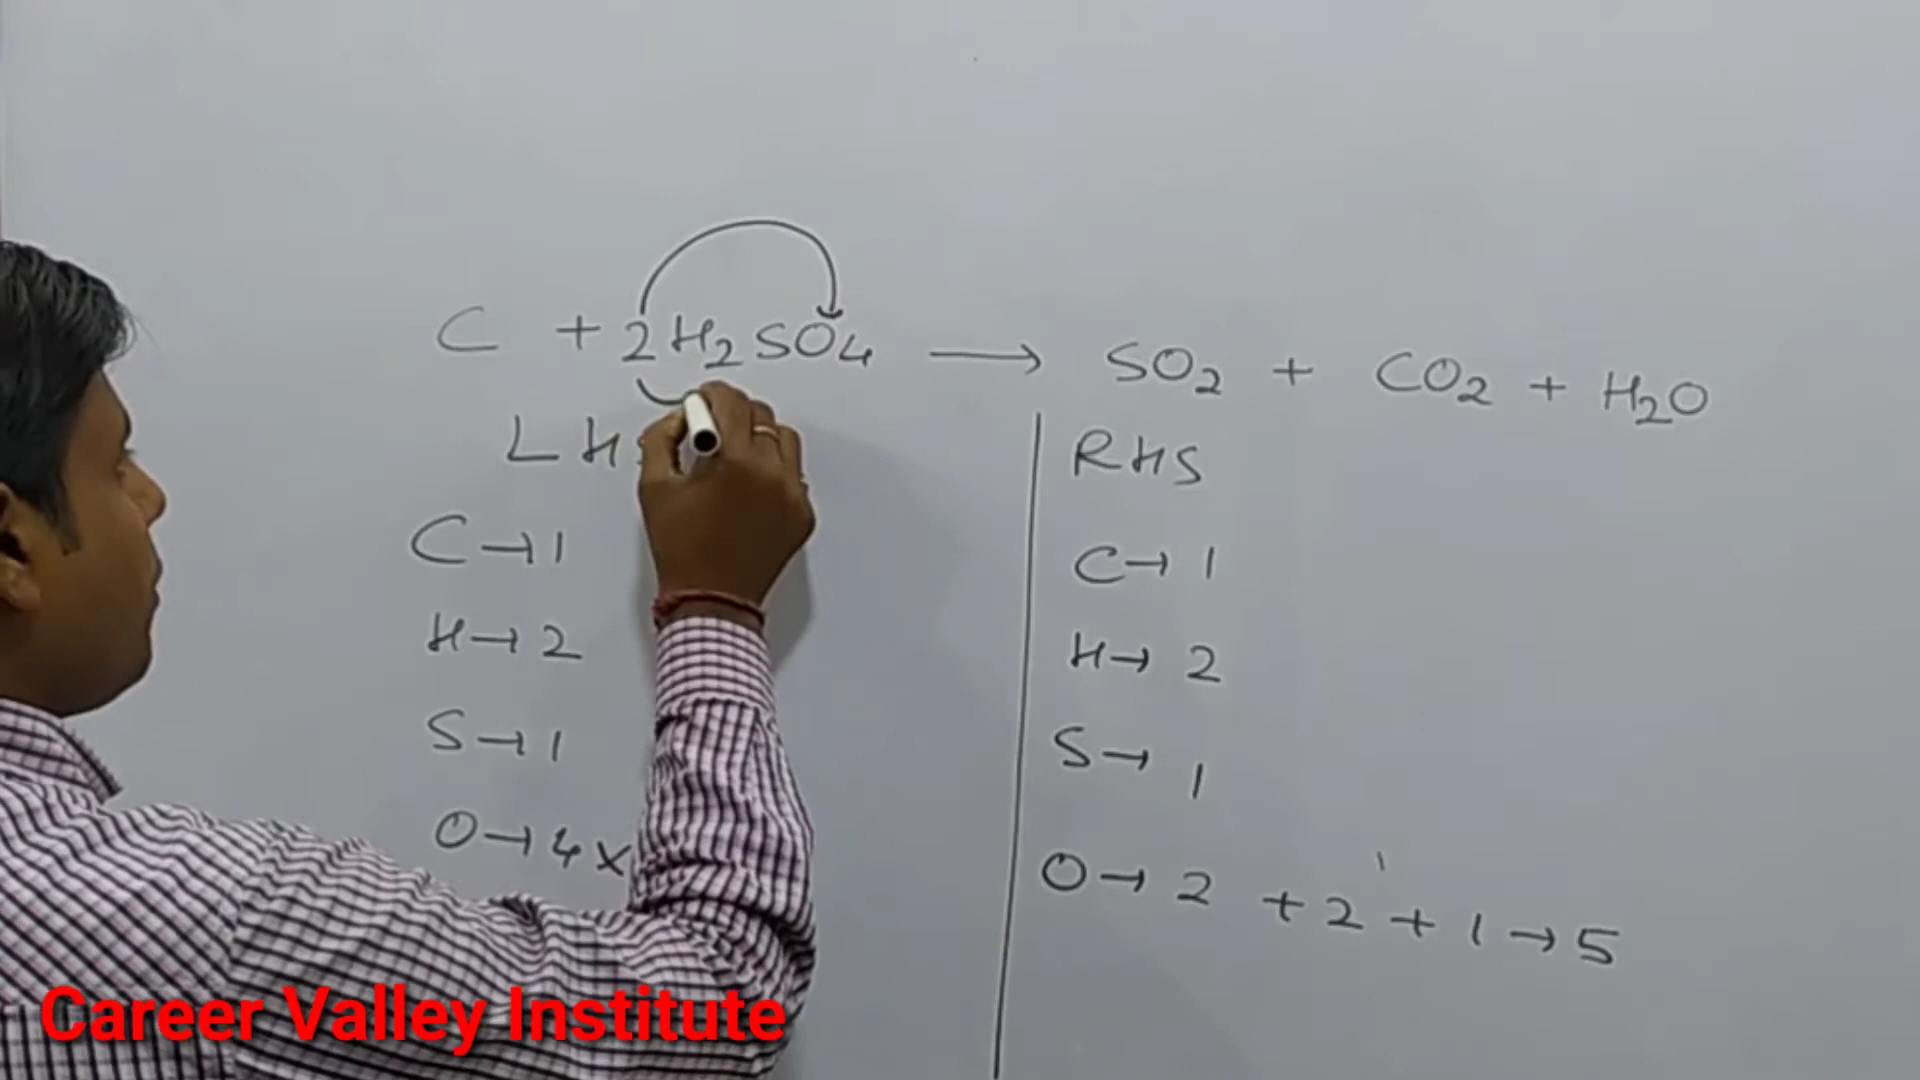 C + 2H₂SO₄ → SO₂ + CO₂ + H₂O
RHS
C→1
C→1
H→2
H→2
S→1
S→1
O→4×
O→2 +2+1→5
Career Valley Institute